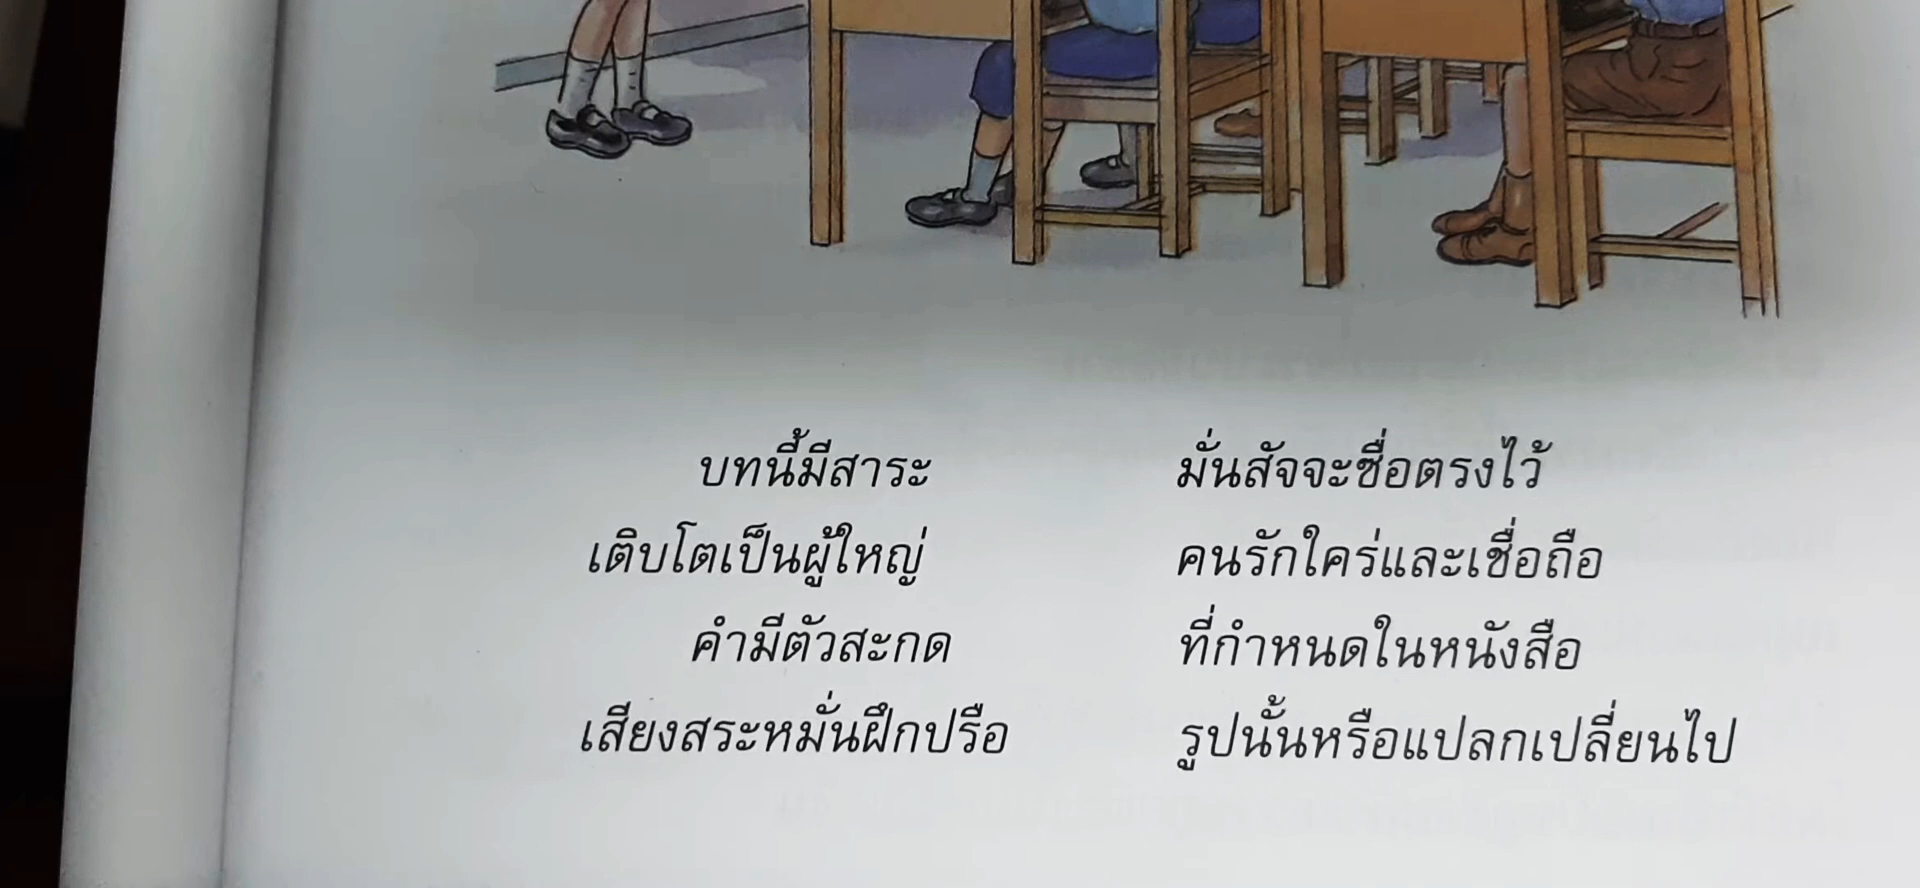 บทนี้มีสาระ มั่นสัจจะซื่อตรงไว้
เติบโตเป็นผู้ใหญ่ คนรักใคร่และเชื่อถือ
คำมีตัวสะกด ที่กำหนดในหนังสือ
เสียงสระหมั่นฝึกปรือ รูปนั้นหรือแปลกเปลี่ยนไป